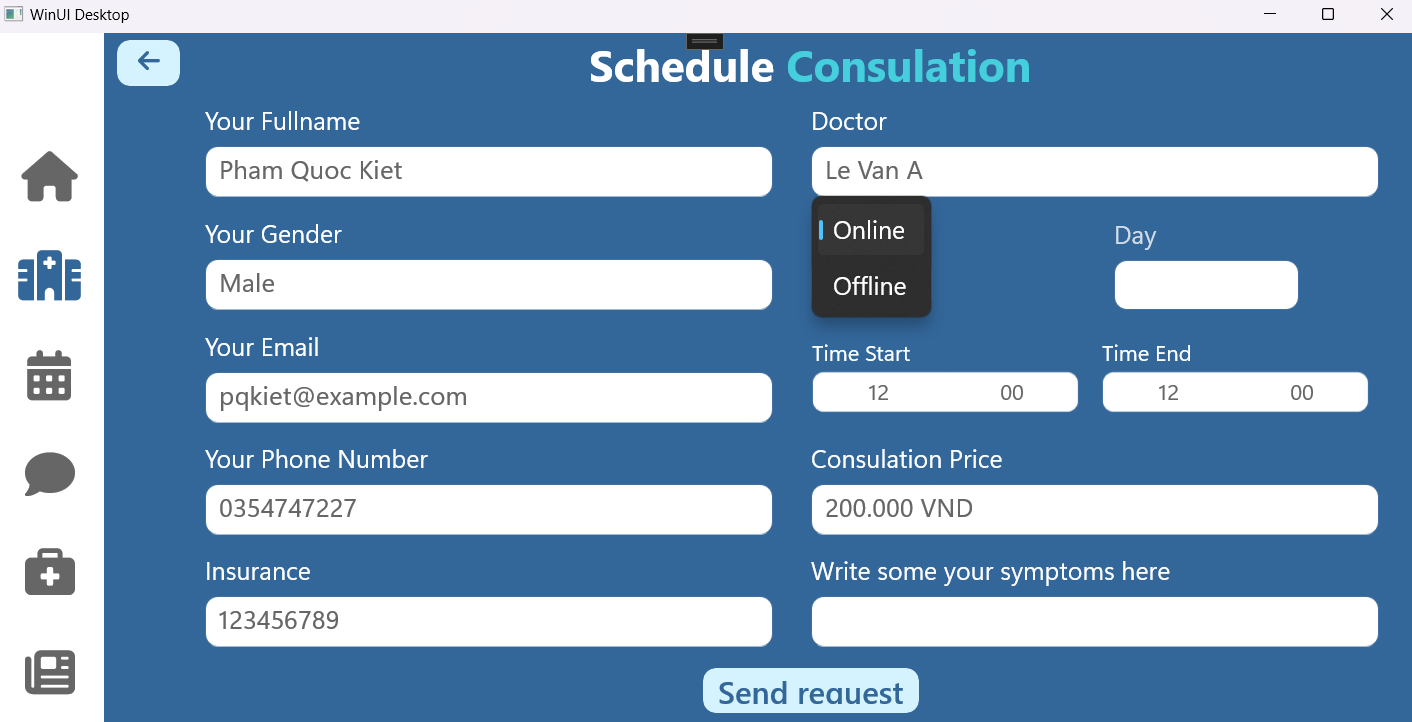 WinUI Desktop
Schedule Consulation
Your Fullname
Pham Quoc Kiet
Your Gender
Male
Your Email
pqkiet@example.com
Your Phone Number
0354747227
Insurance
123456789
Doctor
Le Van A
Online
Offline
Day
Time Start
12 00
Time End
12 00
Consulation Price
200.000 VND
Write some your symptoms here
Send request